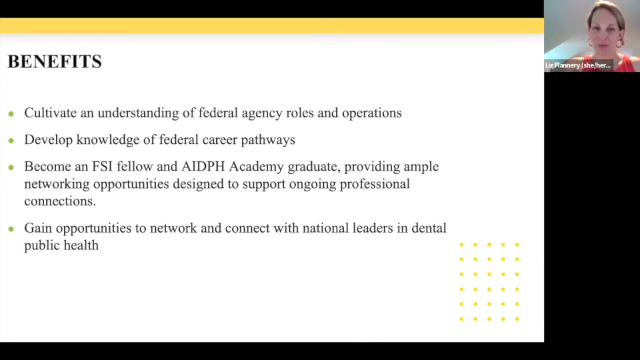 Liz Flannery (she/her...
BENEFITS
Cultivate an understanding of federal agency roles and operations
Develop knowledge of federal career pathways
Become an FSI fellow and AIDPH Academy graduate, providing ample
networking opportunities designed to support ongoing professional
connections.
Gain opportunities to network and connect with national leaders in dental
public health